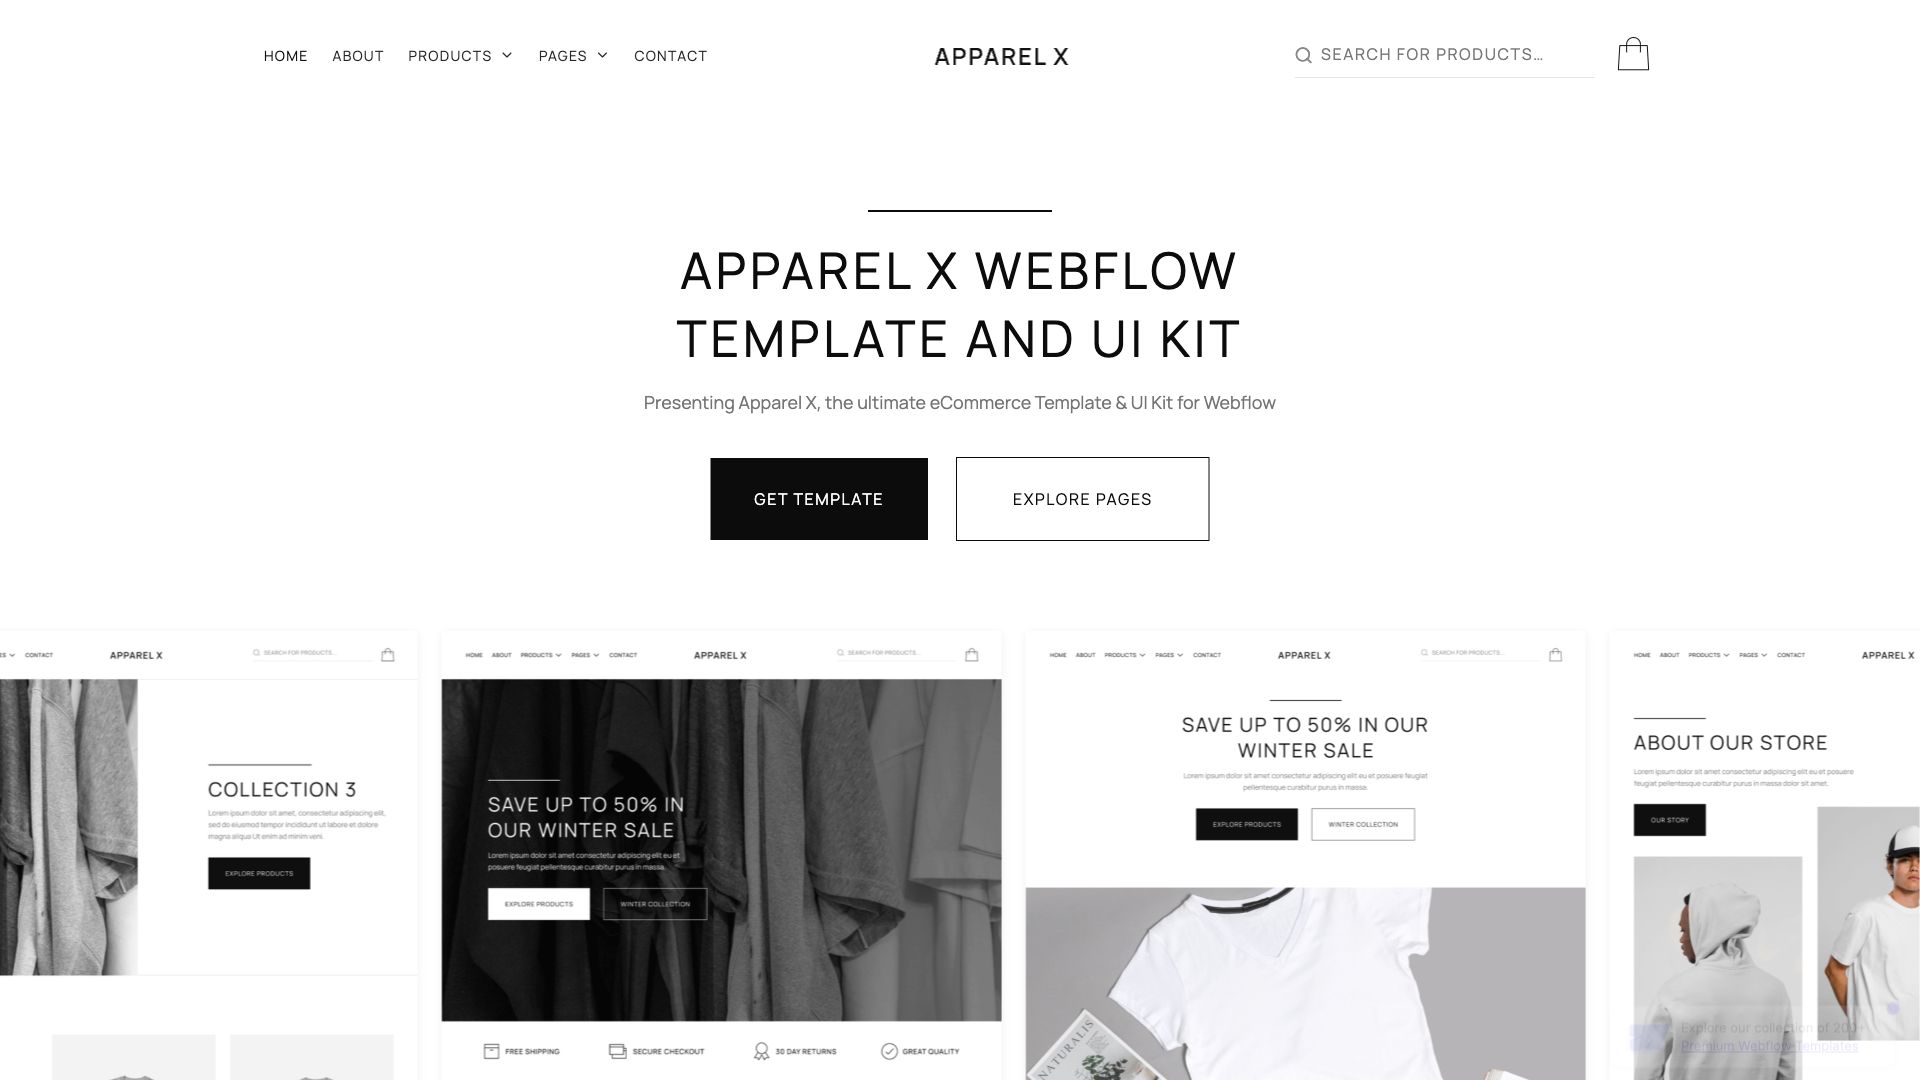 HOME ABOUT PRODUCTS PAGES CONTACT
APPAREL X
SEARCH FOR PRODUCTS…
APPAREL X WEBFLOW
TEMPLATE AND UI KIT
Presenting Apparel X, the ultimate eCommerce Template & UI Kit for Webflow
GET TEMPLATE
EXPLORE PAGES
ES CONTACT
APPAREL X
SEARCH FOR PRODUCTS…
COLLECTION 3
Lorem ipsum dolor sit amet, consectetur adipiscing elit,
sed do eiusmod tempor incididunt ut labore et dolore
magna aliqua Ut enim ad minim veni.
EXPLORE PRODUCTS
HOME ABOUT PRODUCTS PAGES CONTACT
APPAREL X
SEARCH FOR PRODUCTS…
SAVE UP TO 50% IN
OUR WINTER SALE
Lorem ipsum dolor sit amet consectetur adipiscing elit eu et
posuere feugiat pellentesque curabitur purus in massa.
EXPLORE PRODUCTS
WINTER COLLECTION
FREE SHIPPING
SECURE CHECKOUT
30 DAY RETURNS
GREAT QUALITY
HOME ABOUT PRODUCTS PAGES CONTACT
APPAREL X
SEARCH FOR PRODUCTS…
SAVE UP TO 50% IN OUR
WINTER SALE
Lorem ipsum dolor sit amet consectetur adipiscing elit eu et posuere feugiat
pellentesque curabitur purus in massa.
EXPLORE PRODUCTS
WINTER COLLECTION
NATURALIS
HOME ABOUT PRODUCTS PAGES CONTACT
APPAREL X
ABOUT OUR STORE
Lorem ipsum dolor sit amet consectetur adipiscing elit eu et posuere
feugiat pellentesque curabitur purus in massa dolor sit amet.
OUR STORY
Explore our collection of 200+
Premium Webflow Templates